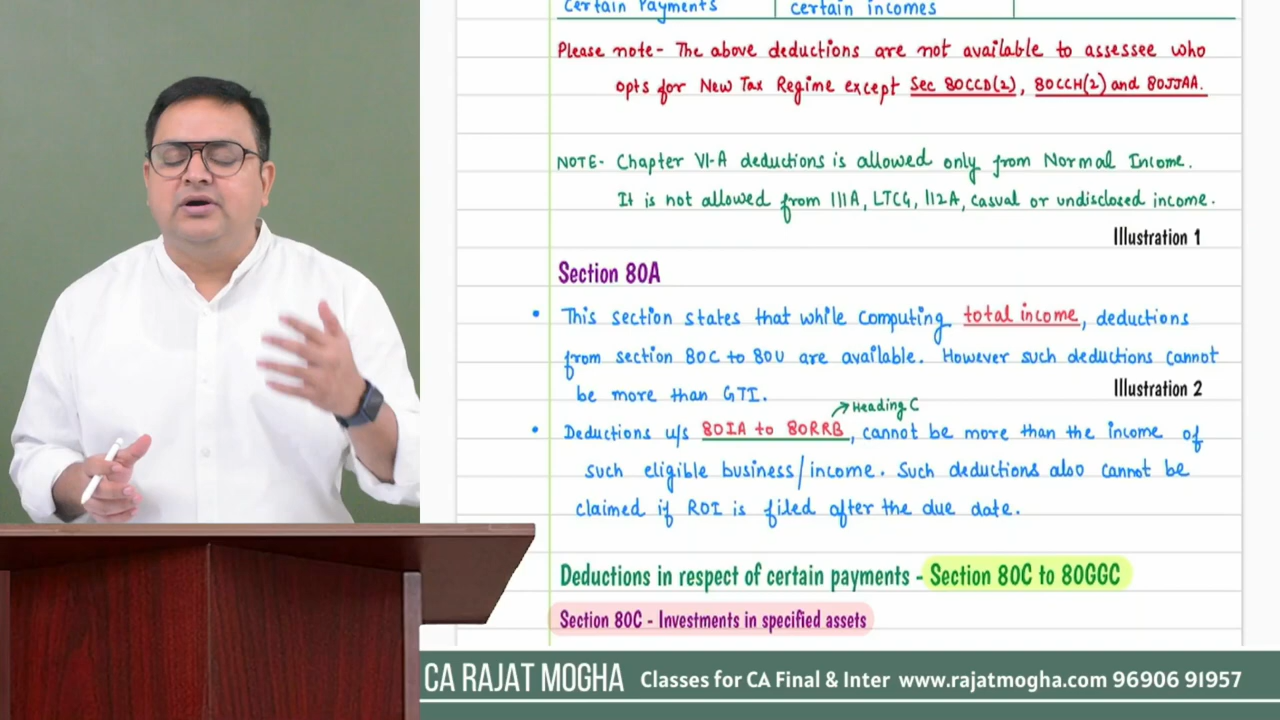 Certain Payments
certain incomes
Please note- The above deductions are not available to assessee who
opts for New Tax Regime except Sec 80CCD(2), 80CCH(2) and 80JJAA.
NOTE- Chapter VI-A deductions is allowed only from Normal Income.
It is not allowed from 111A, LTCG, 112A, casual or undisclosed income.
Illustration 1
Section 80A
• This section states that while computing total income, deductions
from section 80C to 80U are available. However such deductions cannot
be more than GTI.
Illustration 2
Heading C
• Deductions u/s 80IA to 80RRB, cannot be more than the income of
such eligible business/income. Such deductions also cannot be
claimed if ROI is filed after the due date.
Deductions in respect of certain payments - Section 80C to 80GGC
Section 80C - Investments in specified assets
CA RAJAT MOGHA Classes for CA Final & Inter www.rajatmogha.com 96906 91957